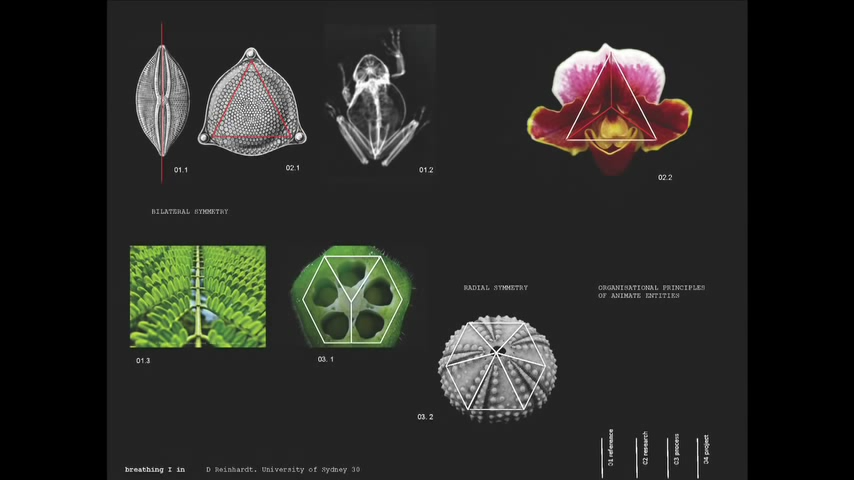 01.1
02.1
01.2
02.2
BILATERAL SYMMETRY
RADIAL SYMMETRY
ORGANISATIONAL PRINCIPLES
OF ANIMATE ENTITIES
01.3
03. 1
03. 2
01 reference
02 research
03 process
04 project
breathing I in D Reinhardt. University of Sydney 30